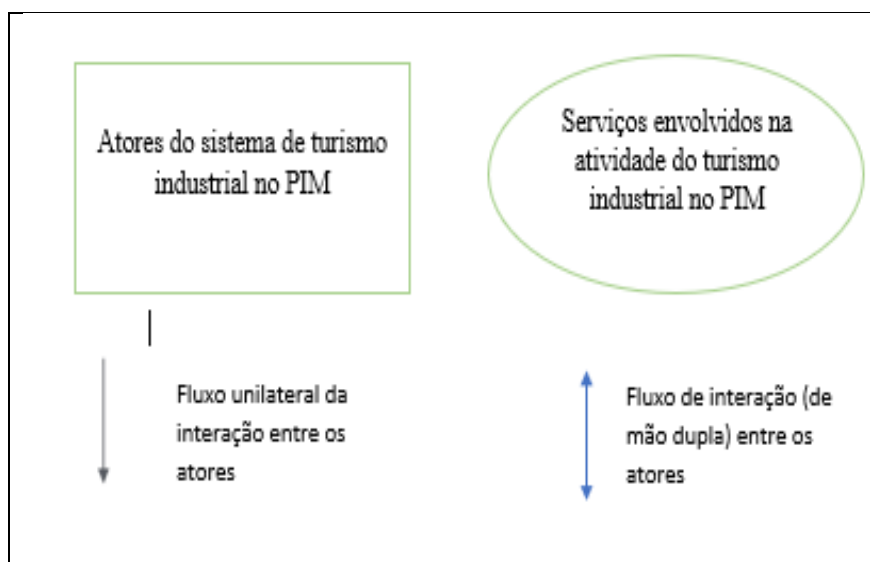 Atores do sistema de turismo
industrial no PIM
Serviços envolvidos na
atividade do turismo
industrial no PIM
Fluxo unilateral da
interação entre os
atores
Fluxo de interação (de
mão dupla) entre os
atores